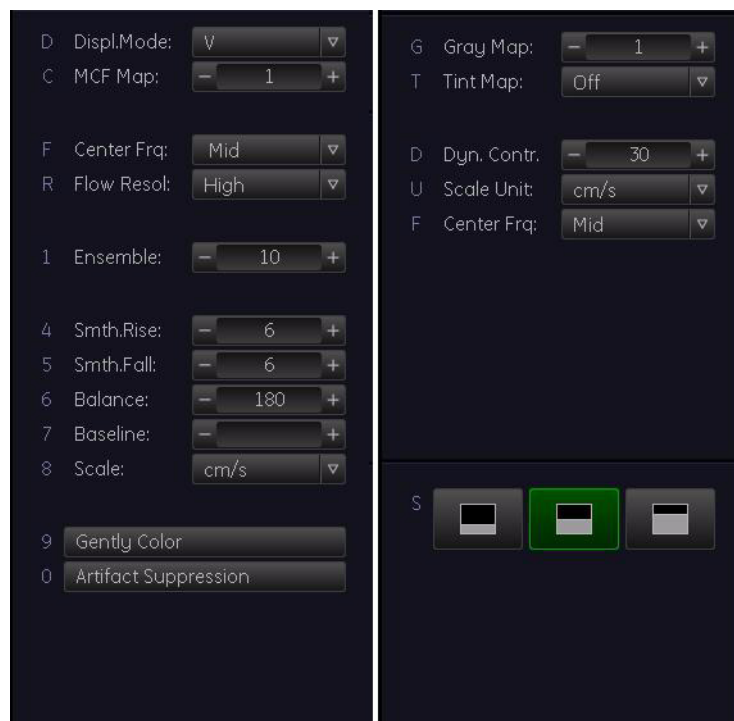 D Displ.Mode: V
C MCF Map: − 1 +
F Center Frq: Mid
R Flow Resol: High
1 Ensemble: − 10 +
4 Smth.Rise: − 6 +
5 Smth.Fall: − 6 +
6 Balance: − 180 +
7 Baseline: − +
8 Scale: cm/s
9 Gently Color
0 Artifact Suppression
G Gray Map: − 1 +
T Tint Map: Off
D Dyn. Contr. − 30 +
U Scale Unit: cm/s
F Center Frq: Mid
S